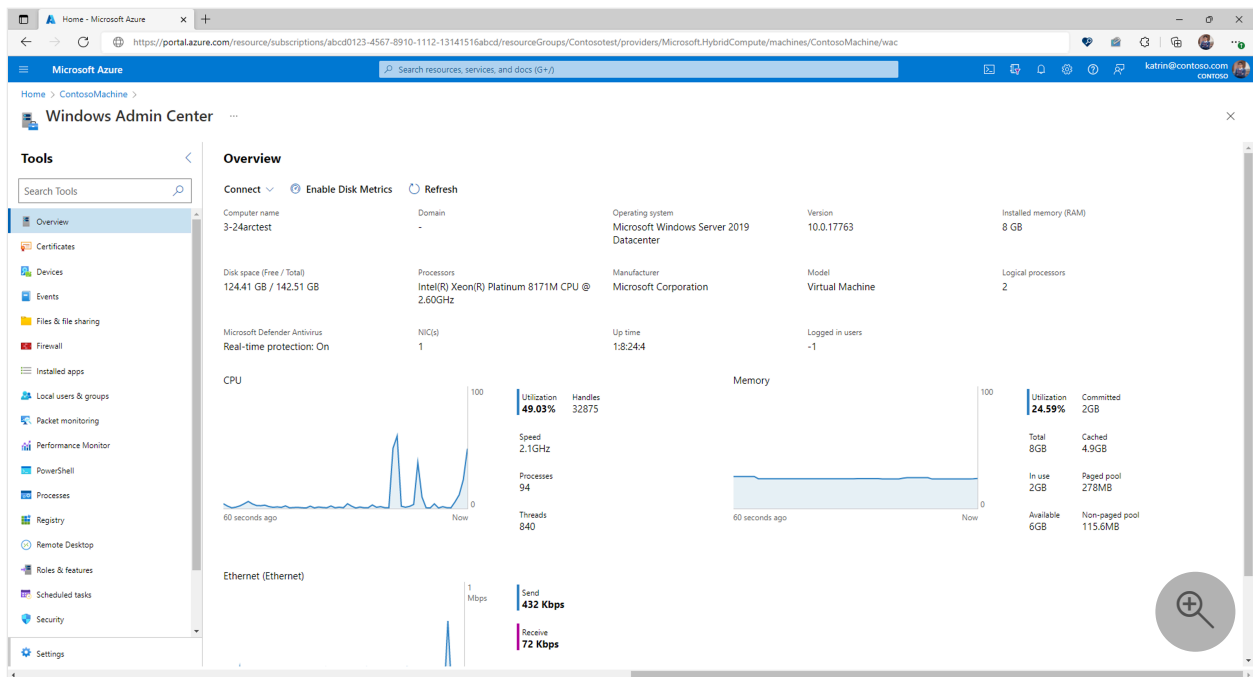 Home - Microsoft Azure
https://portal.azure.com/resource/subscriptions/abcd0123-4567-8910-1112-13141516abcd/resourceGroups/Contosotest/providers/Microsoft.HybridCompute/machines/ContosoMachine/wac
Microsoft Azure
Search resources, services, and docs (G+/)
katrin@contoso.com
CONTOSO
Home > ContosoMachine >
Windows Admin Center ...
Tools
Search Tools
Overview
Certificates
Devices
Events
Files & file sharing
Firewall
Installed apps
Local users & groups
Packet monitoring
Performance Monitor
PowerShell
Processes
Registry
Remote Desktop
Roles & features
Scheduled tasks
Security
Settings
Overview
Connect
Enable Disk Metrics
Refresh
Computer name
3-24arctest
Domain
-
Operating system
Microsoft Windows Server 2019
Datacenter
Version
10.0.17763
Installed memory (RAM)
8 GB
Disk space (Free / Total)
124.41 GB / 142.51 GB
Processors
Intel(R) Xeon(R) Platinum 8171M CPU @
2.60GHz
Manufacturer
Microsoft Corporation
Model
Virtual Machine
Logical processors
2
Microsoft Defender Antivirus
Real-time protection: On
NIC(s)
1
Up time
1:8:24:4
Logged in users
-1
CPU
100
0
60 seconds ago
Now
Utilization
49.03%
Handles
32875
Speed
2.1GHz
Processes
94
Threads
840
Memory
100
0
60 seconds ago
Now
Utilization
24.59%
Committed
2GB
Total
8GB
Cached
4.9GB
In use
2GB
Paged pool
278MB
Available
6GB
Non-paged pool
115.6MB
Ethernet (Ethernet)
1
Mbps
Send
432 Kbps
Receive
72 Kbps